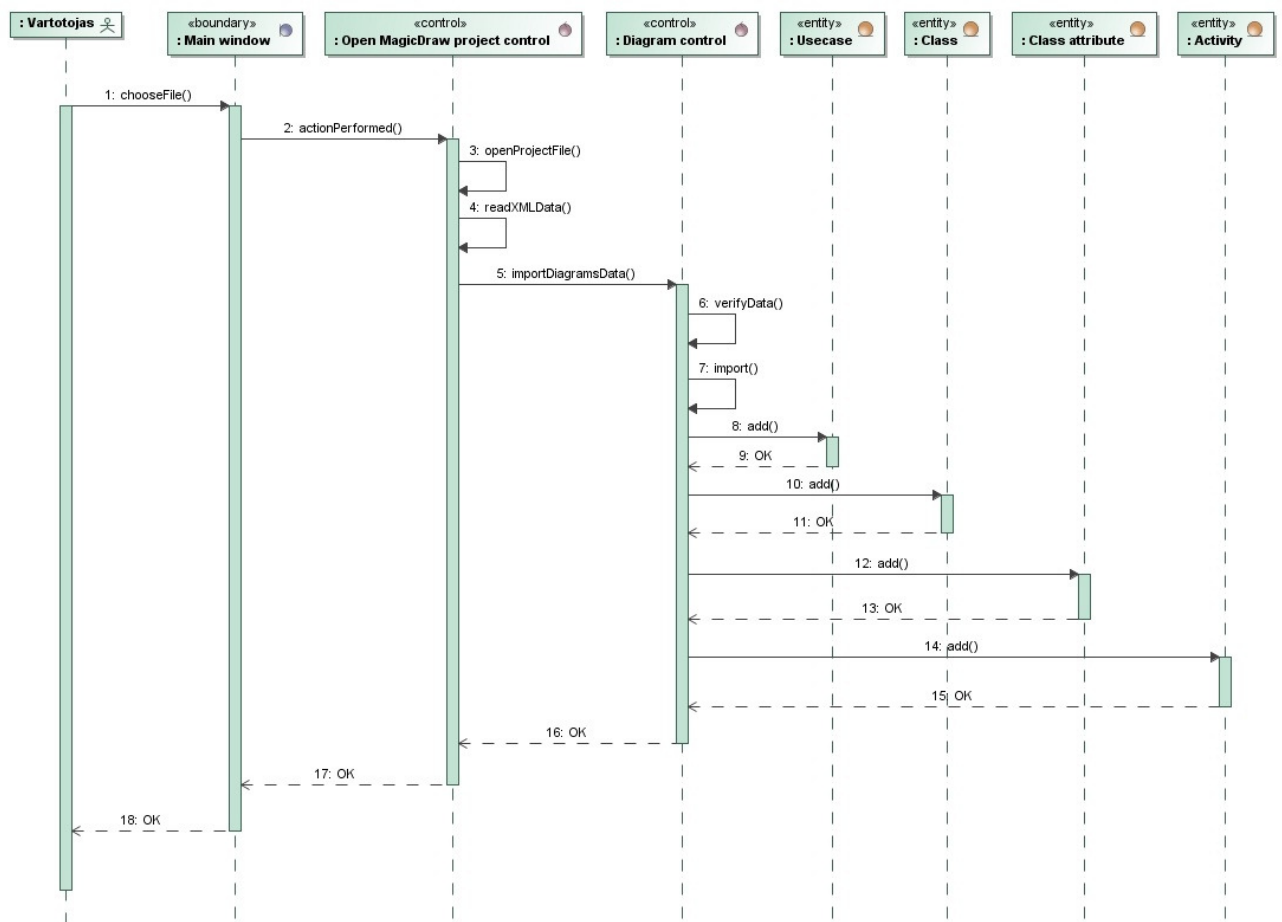 : Vartotojas
«boundary»
: Main window
«control»
: Open MagicDraw project control
«control»
: Diagram control
«entity»
: Usecase
«entity»
: Class
«entity»
: Class attribute
«entity»
: Activity
1: chooseFile()
2: actionPerformed()
3: openProjectFile()
4: readXMLData()
5: importDiagramsData()
6: verifyData()
7: import()
8: add()
9: OK
10: add()
11: OK
12: add()
13: OK
14: add()
15: OK
16: OK
17: OK
18: OK